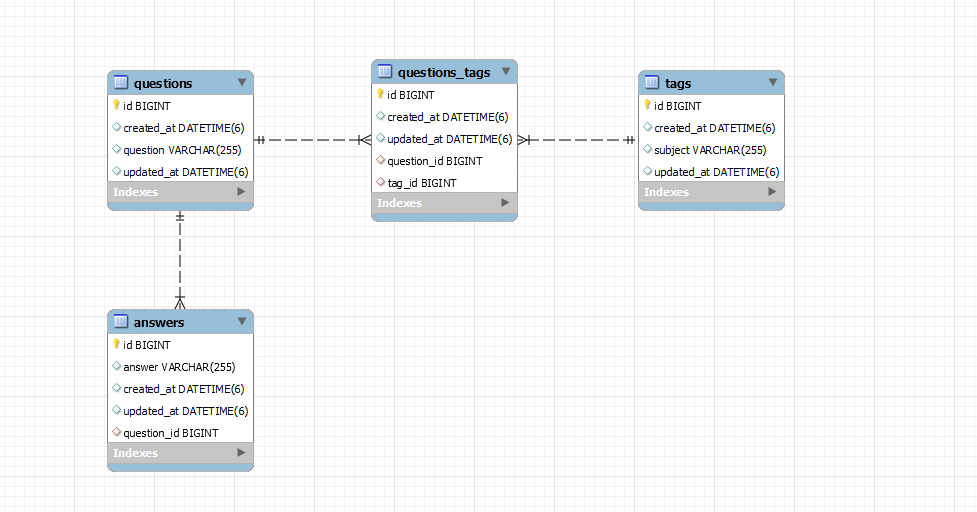 questions
id BIGINT
created_at DATETIME(6)
question VARCHAR(255)
updated_at DATETIME(6)
Indexes
questions_tags
id BIGINT
created_at DATETIME(6)
updated_at DATETIME(6)
question_id BIGINT
tag_id BIGINT
Indexes
tags
id BIGINT
created_at DATETIME(6)
subject VARCHAR(255)
updated_at DATETIME(6)
Indexes
answers
id BIGINT
answer VARCHAR(255)
created_at DATETIME(6)
updated_at DATETIME(6)
question_id BIGINT
Indexes